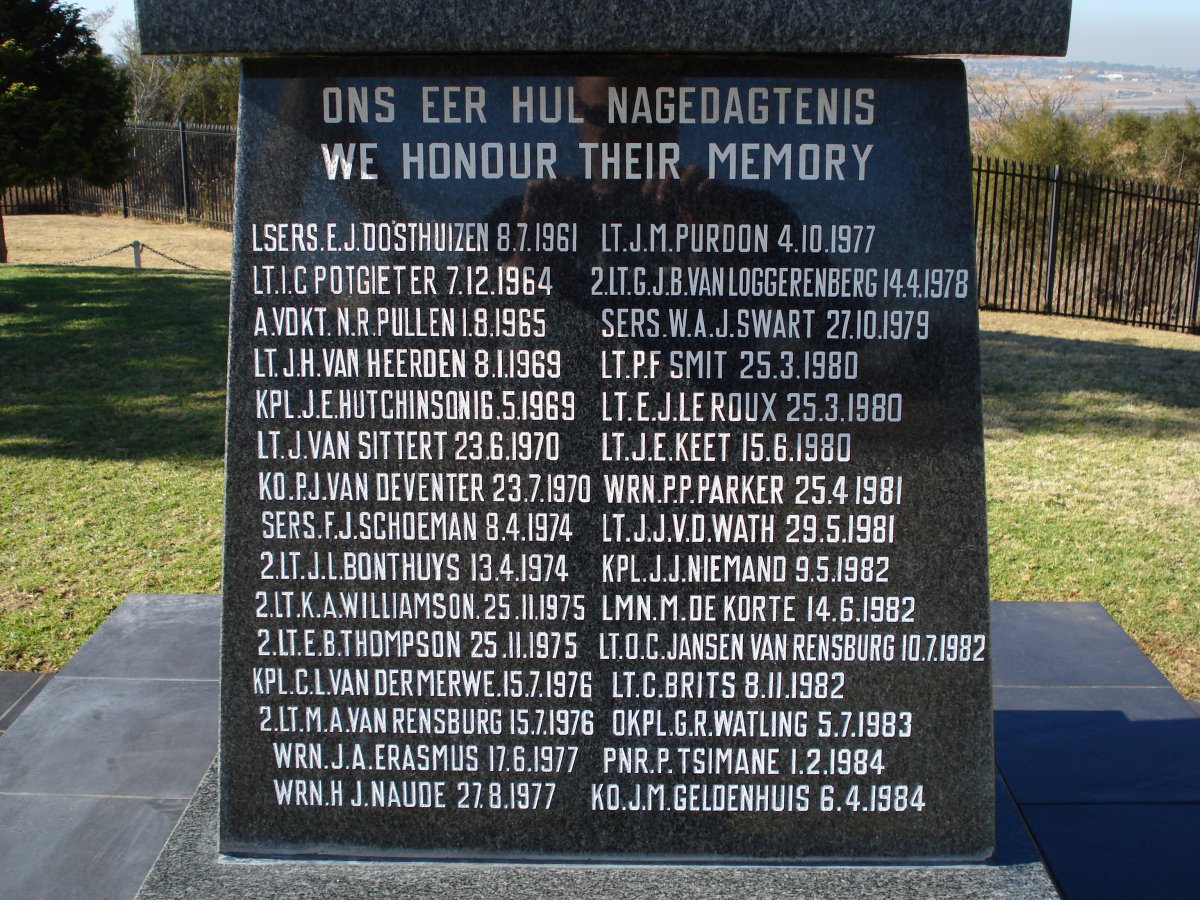 ONS EER HUL NAGEDAGTENIS
WE HONOUR THEIR MEMORY
LSERS.E.J.OOSTHUIZEN 8.7.1961
LT.I.C POTGIETER 7.12.1964
A.VDKT.N.R.PULLEN 1.8.1965
LT.J.H.VAN HEERDEN 8.1.1969
KPL.J.E.HUTCHINSON 16.5.1969
LT.J.VAN SITTERT 23.6.1970
KO.P.J.VAN DEVENTER 23.7.1970
SERS.F.J.SCHOEMAN 8.4.1974
2.LT.J.L.BONTHUYS 13.4.1974
2.LT.K.A.WILLIAMSON.25.11.1975
2.LT.E.B.THOMPSON 25.11.1975
KPL.C.L.VAN DER MERWE.15.7.1976
2.LT.M.A.VAN RENSBURG 15.7.1976
WRN.J.A.ERASMUS 17.6.1977
WRN.H J.NAUDE 27.8.1977
LT.J.M.PURDON 4.10.1977
2.LT.G.J.B.VAN LOGGERENBERG 14.4.1978
SERS.W.A.J.SWART 27.10.1979
LT.P.F SMIT 25.3.1980
LT.E.J.LE ROUX 25.3.1980
LT.J.E.KEET 15.6.1980
WRN.P.P.PARKER 25.4 1981
LT.J.J.V.D.WATH 29.5.1981
KPL.J.J.NIEMAND 9.5.1982
LMN.M.DE KORTE 14.6.1982
LT.O.C.JANSEN VAN RENSBURG 10.7.1982
LT.C.BRITS 8.11.1982
OKPL.G.R.WATLING 5.7.1983
PNR.P.TSIMANE 1.2.1984
KO.J.M.GELDENHUIS 6.4.1984